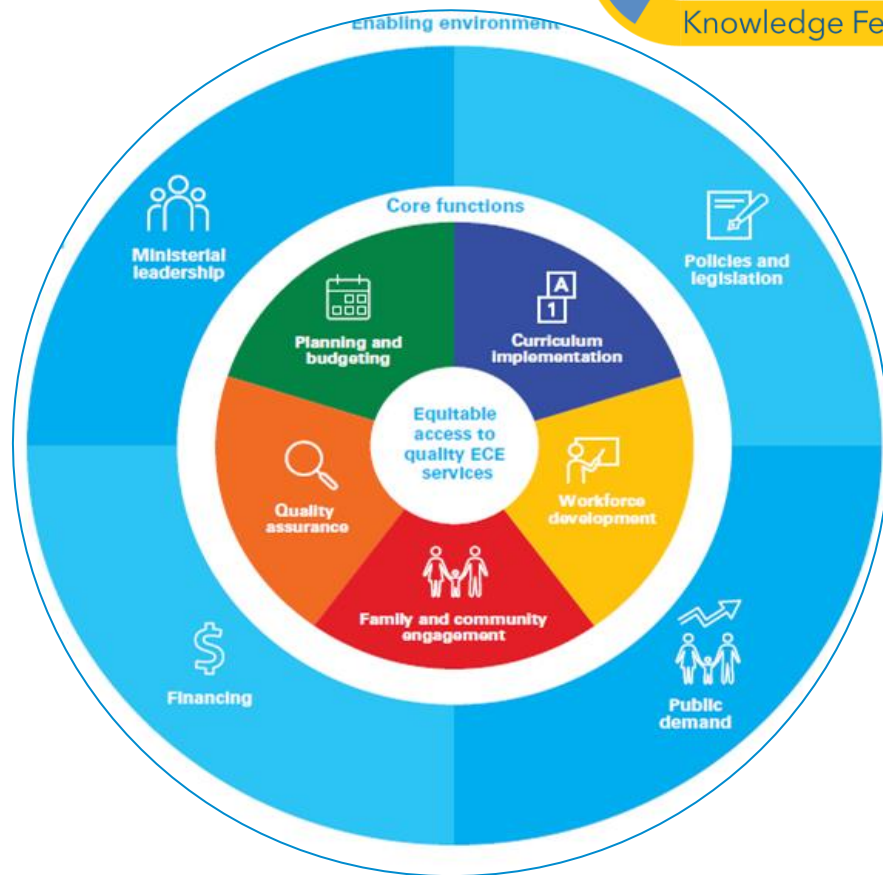 Knowledge Fe
Enabling environment
Ministerial
leadership
Policies and
legislation
Core functions
Planning and
budgeting
A
1
Curriculum
implementation
Equitable
access to
quality ECE
services
Quality
assurance
Workforce
development
Family and community
engagement
$
Financing
Public
demand